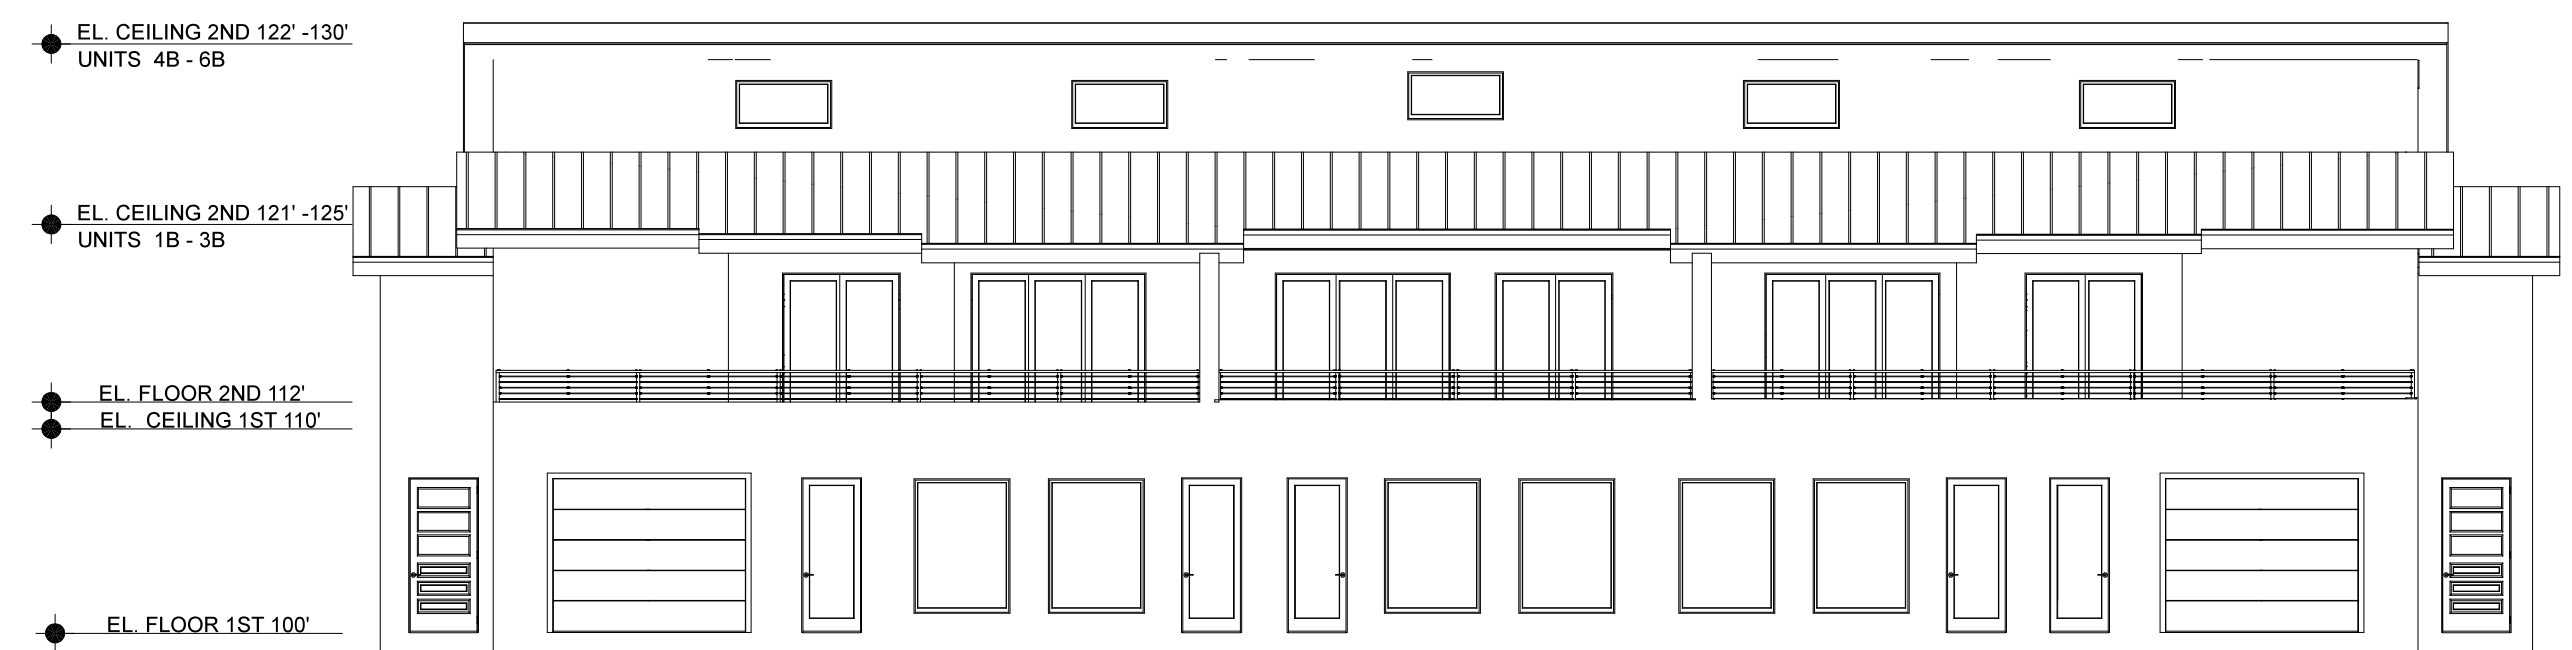 EL. CEILING 2ND 122' -130'
UNITS 4B - 6B
EL. CEILING 2ND 121' -125'
UNITS 1B - 3B
EL. FLOOR 2ND 112'
EL. CEILING 1ST 110'
EL. FLOOR 1ST 100'